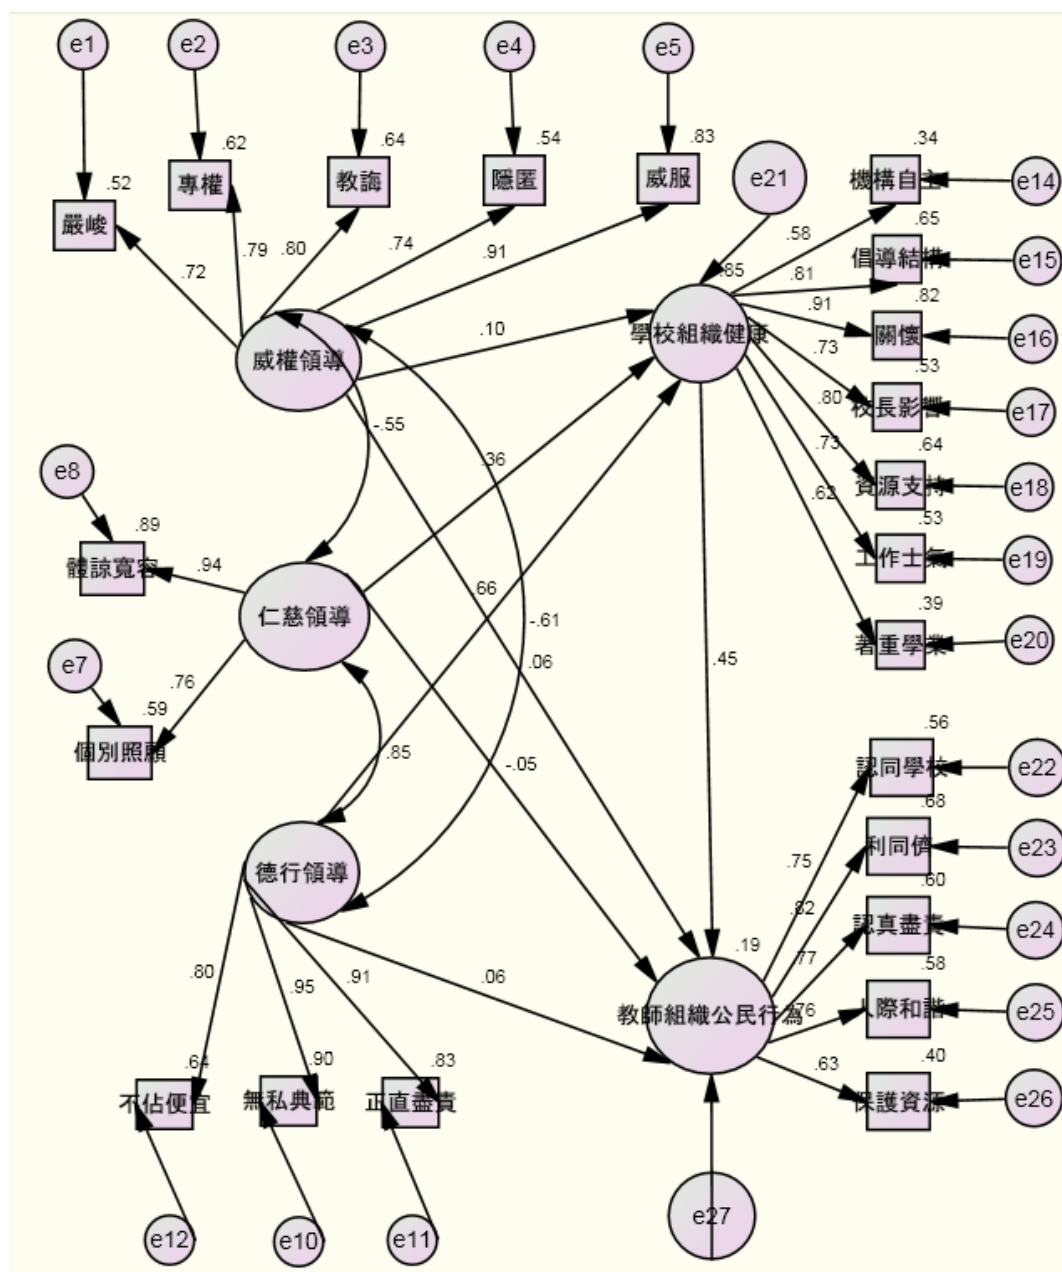 e1
e2
e3
e4
e5
.52
.62
.64
.54
.83
嚴峻
專權
教誨
隱匿
威服
e21
.34
機構自主
e14
.72
.79
.80
.74
.91
.85
.58
.65
倡導結構
e15
.81
.82
關懷
e16
.91
威權領導
.10
學校組織健康
.73
.53
校長影響
e17
-.55
.36
.80
.64
資源支持
e18
.73
.53
工作士氣
e19
.62
.39
著重學業
e20
e8
.89
體諒寬容
.94
仁慈領導
.66
-.61
.06
.45
e7
.59
.76
個別照顧
.85
-.05
.56
認同學校
e22
.75
.68
利同儕
e23
.82
.60
認真盡責
e24
.77
.58
人際和諧
e25
.76
.40
保護資源
e26
.63
德行領導
.80
.95
.91
.06
.19
教師組織公民行為
.64
不佔便宜
.90
無私典範
.83
正直盡責
e12
e10
e11
e27